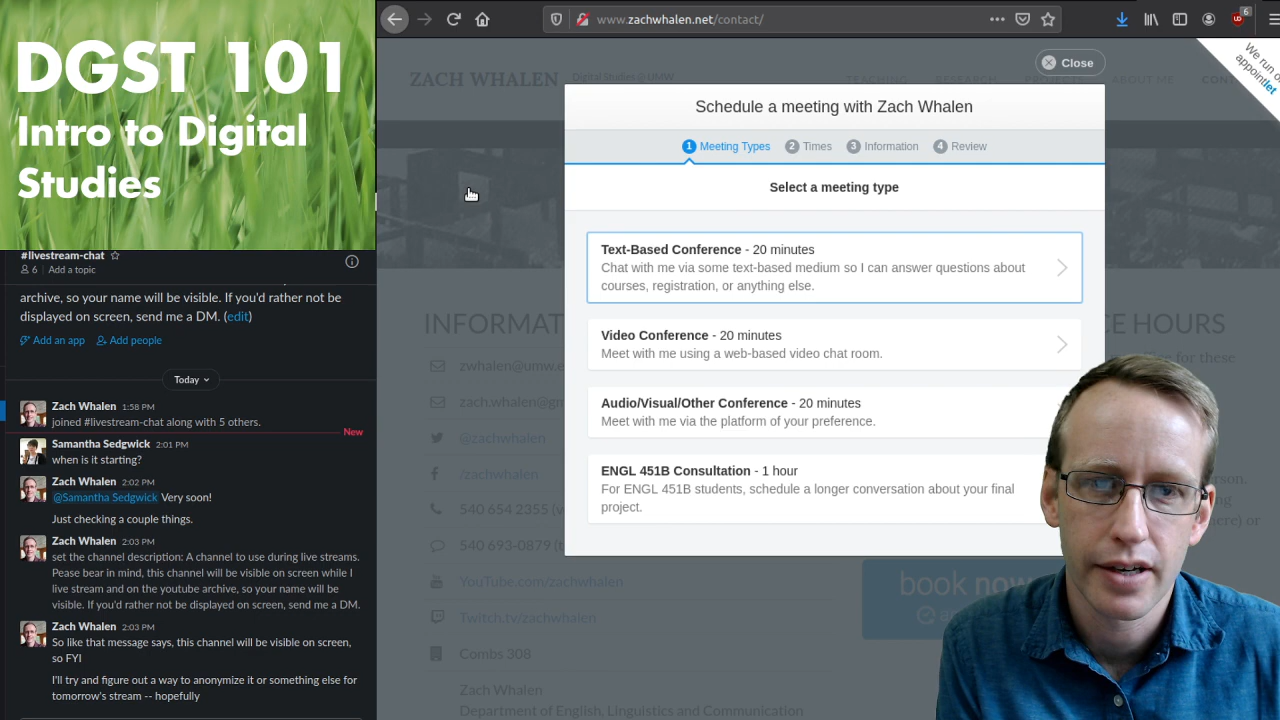 DGST 101
Intro to Digital
Studies
#livestream-chat
6 | Add a topic
archive, so your name will be visible. If you'd rather not be
displayed on screen, send me a DM. (edit)
Add an app Add people
Today
Zach Whalen 1:58 PM
joined #livestream-chat along with 5 others.
New
Samantha Sedgwick 2:01 PM
when is it starting?
Zach Whalen 2:02 PM
@Samantha Sedgwick Very soon!
Just checking a couple things.
Zach Whalen 2:03 PM
set the channel description: A channel to use during live streams.
Pease bear in mind, this channel will be visible on screen while I
live stream and on the youtube archive, so your name will be
visible. If you'd rather not be displayed on screen, send me a DM.
Zach Whalen 2:03 PM
So like that message says, this channel will be visible on screen,
so FYI
I'll try and figure out a way to anonymize it or something else for
tomorrow's stream -- hopefully
www.zachwhalen.net/contact/
6
ZACH WHALEN Digital Studies @ UMW
TEACHING RESEARCH PROJECTS ABOUT ME CONT
Close
We run o
appointlet
Schedule a meeting with Zach Whalen
1 Meeting Types 2 Times 3 Information 4 Review
Select a meeting type
Text-Based Conference - 20 minutes
Chat with me via some text-based medium so I can answer questions about
courses, registration, or anything else.
Video Conference - 20 minutes
Meet with me using a web-based video chat room.
Audio/Visual/Other Conference - 20 minutes
Meet with me via the platform of your preference.
ENGL 451B Consultation - 1 hour
For ENGL 451B students, schedule a longer conversation about your final
project.
INFORMAT
zwhalen@umw.e
zach.whalen@gm
@zachwhalen
/zachwhalen
540 654 2355 (v
540 693-0879 (t
YouTube.com/zachwhalen
Twitch.tv/zachwhalen
Combs 308
Zach Whalen
Department of English, Linguistics and Communication
CE HOURS
for these
erson.
ng
here) or
book now